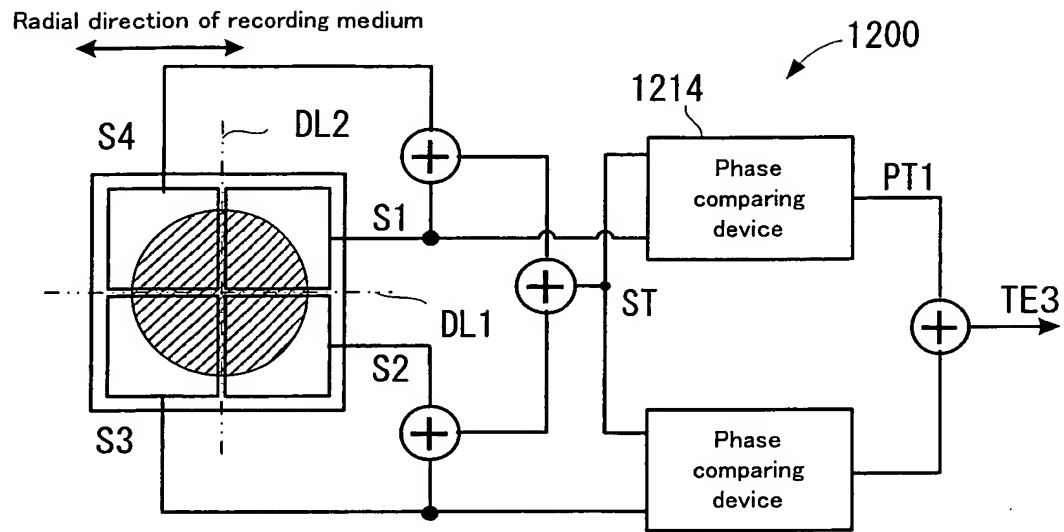 Radial direction of recording medium
1200
1214
S4
DL2
Phase
comparing
device
PT1
S1
ST
TE3
DL1
S2
S3
Phase
comparing
device